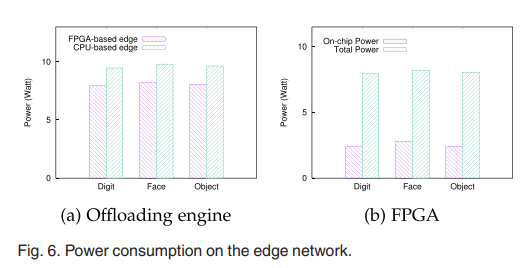 FPGA-based edge
CPU-based edge
10
5
0
Power (Watt)
Digit Face Object
(a) Offloading engine
On-chip Power
Total Power
10
5
0
Power (Watt)
Digit Face Object
(b) FPGA
Fig. 6. Power consumption on the edge network.